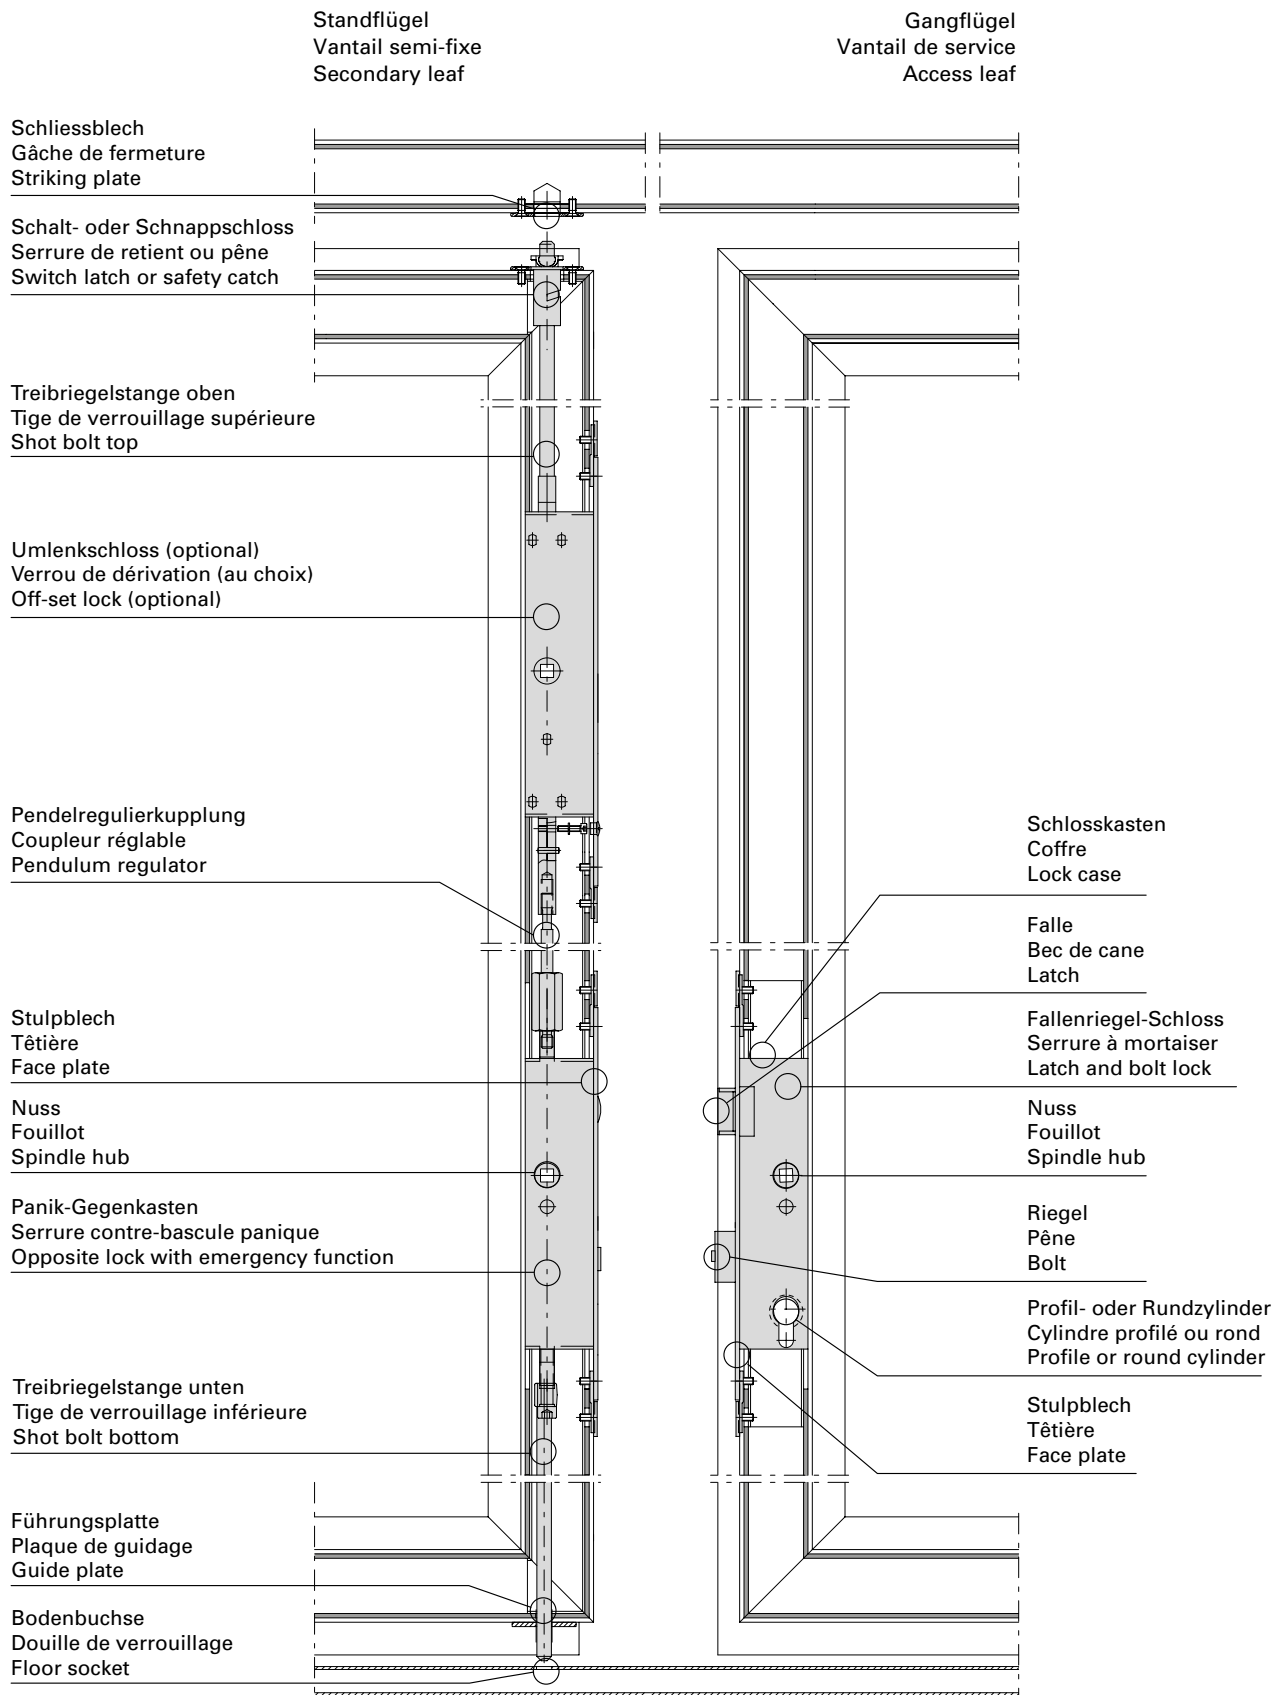 Standflügel
Vantail semi-fixe
Secondary leaf
Gangflügel
Vantail de service
Access leaf
Schliessblech
Gâche de fermeture
Striking plate
Schalt- oder Schnappschloss
Serrure de retient ou pêne
Switch latch or safety catch
Treibriegelstange oben
Tige de verrouillage supérieure
Shot bolt top
Umlenkschloss (optional)
Verrou de dérivation (au choix)
Off-set lock (optional)
Pendelregulierkupplung
Coupleur réglable
Pendulum regulator
Stulpblech
Têtière
Face plate
Nuss
Fouillot
Spindle hub
Panik-Gegenkasten
Serrure contre-bascule panique
Opposite lock with emergency function
Treibriegelstange unten
Tige de verrouillage inférieure
Shot bolt bottom
Führungsplatte
Plaque de guidage
Guide plate
Bodenbuchse
Douille de verrouillage
Floor socket
Schlosskasten
Coffre
Lock case
Falle
Bec de cane
Latch
Fallenriegel-Schloss
Serrure à mortaiser
Latch and bolt lock
Nuss
Fouillot
Spindle hub
Riegel
Pêne
Bolt
Profil- oder Rundzylinder
Cylindre profilé ou rond
Profile or round cylinder
Stulpblech
Têtière
Face plate